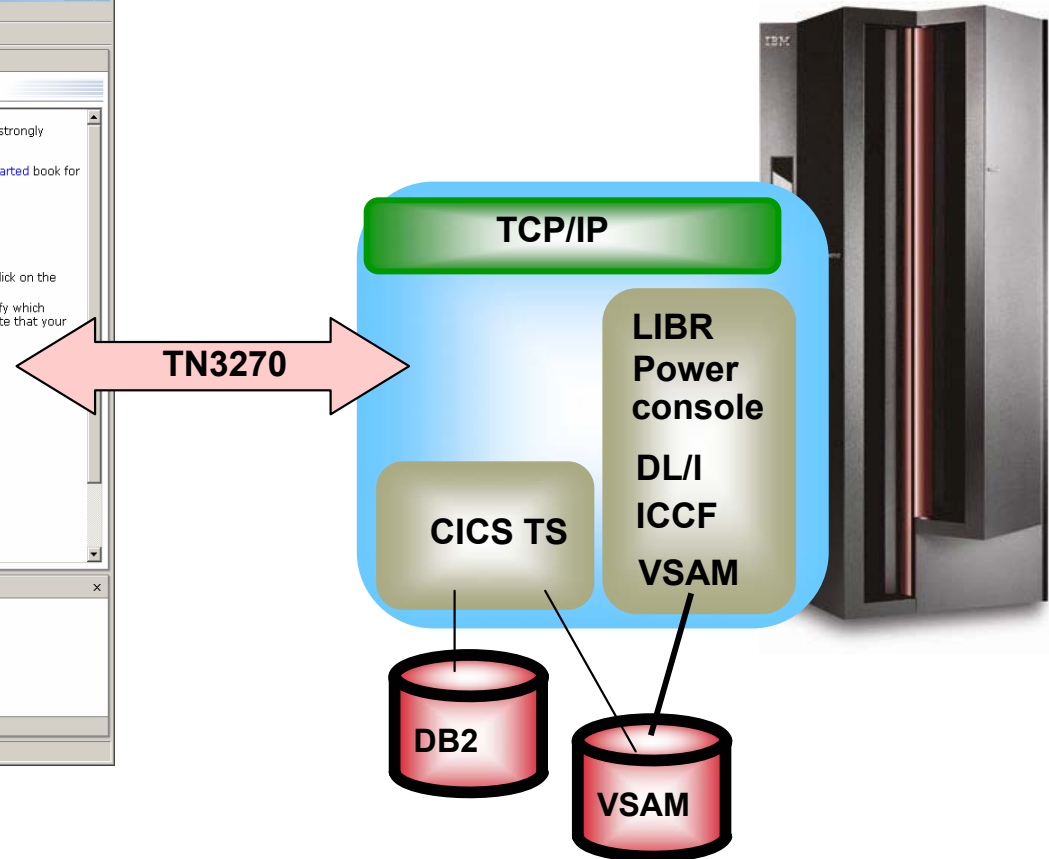 strongly
arted book for
lick on the
fy which
te that your
IBM
TCP/IP
TN3270
LIBR
Power
console
DL/I
ICCF
VSAM
CICS TS
DB2
VSAM